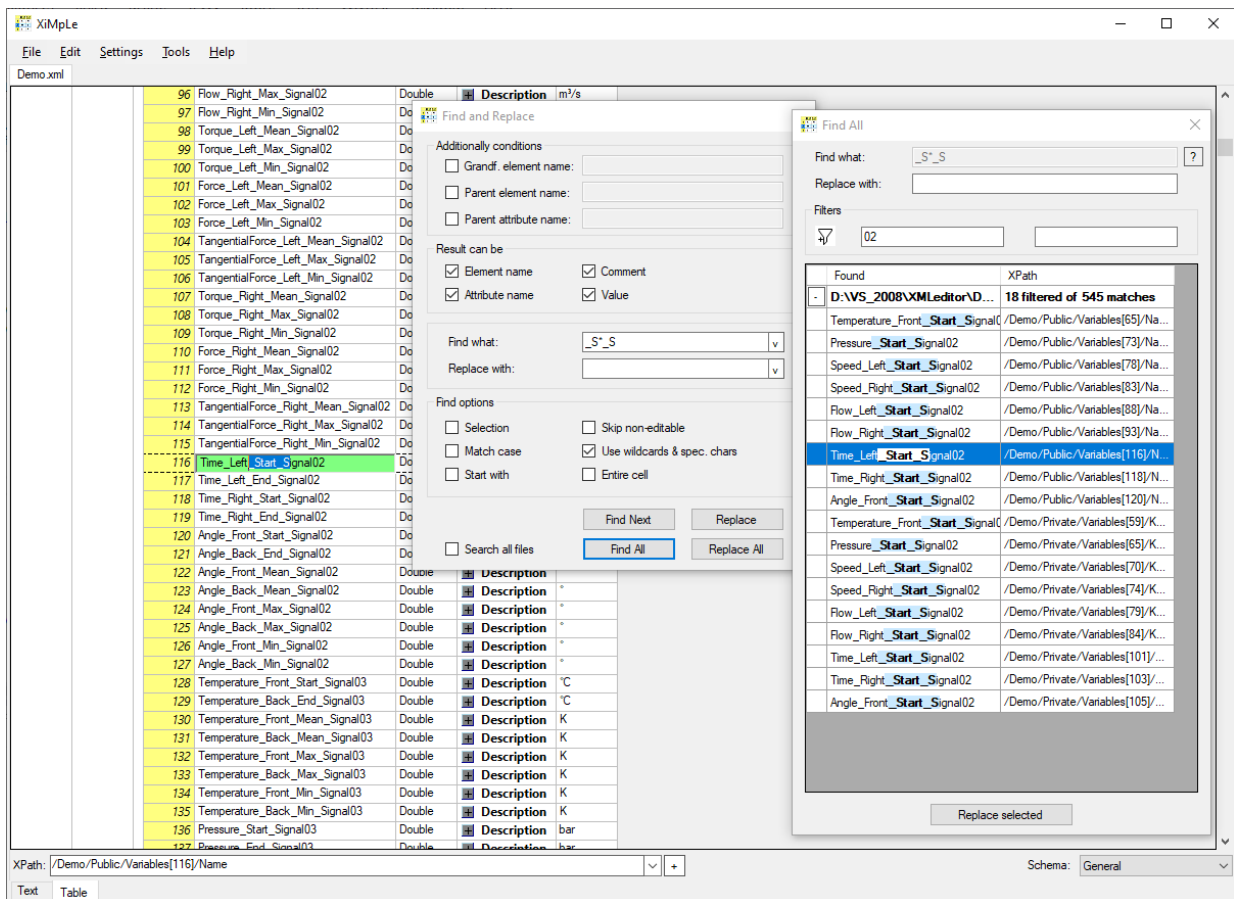 XiMpLe
File Edit Settings Tools Help
Demo.xml
96 Flow_Right_Max_Signal02 Double Description m³/s
97 Flow_Right_Min_Signal02 Do
98 Torque_Left_Mean_Signal02 Do
99 Torque_Left_Max_Signal02 Do
100 Torque_Left_Min_Signal02 Do
101 Force_Left_Mean_Signal02 Do
102 Force_Left_Max_Signal02 Do
103 Force_Left_Min_Signal02 Do
104 TangentialForce_Left_Mean_Signal02 Do
105 TangentialForce_Left_Max_Signal02 Do
106 TangentialForce_Left_Min_Signal02 Do
107 Torque_Right_Mean_Signal02 Do
108 Torque_Right_Max_Signal02 Do
109 Torque_Right_Min_Signal02 Do
110 Force_Right_Mean_Signal02 Do
111 Force_Right_Max_Signal02 Do
112 Force_Right_Min_Signal02 Do
113 TangentialForce_Right_Mean_Signal02 Do
114 TangentialForce_Right_Max_Signal02 Do
115 TangentialForce_Right_Min_Signal02 Do
116 Time_Left_Start_Signal02 Do
117 Time_Left_End_Signal02 Do
118 Time_Right_Start_Signal02 Do
119 Time_Right_End_Signal02 Do
120 Angle_Front_Start_Signal02 Do
121 Angle_Back_End_Signal02 Do
122 Angle_Front_Mean_Signal02 Double Description
123 Angle_Back_Mean_Signal02 Double Description °
124 Angle_Front_Max_Signal02 Double Description °
125 Angle_Back_Max_Signal02 Double Description °
126 Angle_Front_Min_Signal02 Double Description °
127 Angle_Back_Min_Signal02 Double Description °
128 Temperature_Front_Start_Signal03 Double Description °C
129 Temperature_Back_End_Signal03 Double Description °C
130 Temperature_Front_Mean_Signal03 Double Description K
131 Temperature_Back_Mean_Signal03 Double Description K
132 Temperature_Front_Max_Signal03 Double Description K
133 Temperature_Back_Max_Signal03 Double Description K
134 Temperature_Front_Min_Signal03 Double Description K
135 Temperature_Back_Min_Signal03 Double Description K
136 Pressure_Start_Signal03 Double Description bar
137 Pressure_End_Signal03 Double Description bar
Find and Replace
Additionally conditions
Grandf. element name:
Parent element name:
Parent attribute name:
Result can be
Element name Comment
Attribute name Value
Find what: _S*_S v
Replace with: v
Find options
Selection Skip non-editable
Match case Use wildcards & spec. chars
Start with Entire cell
Find Next Replace
Search all files Find All Replace All
Find All
Find what: _S*_S ?
Replace with:
Filters
02
Found XPath
- D:\VS_2008\XMLeditor\D... 18 filtered of 545 matches
Temperature_Front_Start_Signal0 /Demo/Public/Variables[65]/Na...
Pressure_Start_Signal02 /Demo/Public/Variables[73]/Na...
Speed_Left_Start_Signal02 /Demo/Public/Variables[78]/Na...
Speed_Right_Start_Signal02 /Demo/Public/Variables[83]/Na...
Flow_Left_Start_Signal02 /Demo/Public/Variables[88]/Na...
Flow_Right_Start_Signal02 /Demo/Public/Variables[93]/Na...
Time_Left_Start_Signal02 /Demo/Public/Variables[116]/N...
Time_Right_Start_Signal02 /Demo/Public/Variables[118]/N...
Angle_Front_Start_Signal02 /Demo/Public/Variables[120]/N...
Temperature_Front_Start_Signal0 /Demo/Private/Variables[59]/K...
Pressure_Start_Signal02 /Demo/Private/Variables[65]/K...
Speed_Left_Start_Signal02 /Demo/Private/Variables[70]/K...
Speed_Right_Start_Signal02 /Demo/Private/Variables[74]/K...
Flow_Left_Start_Signal02 /Demo/Private/Variables[79]/K...
Flow_Right_Start_Signal02 /Demo/Private/Variables[84]/K...
Time_Left_Start_Signal02 /Demo/Private/Variables[101]/...
Time_Right_Start_Signal02 /Demo/Private/Variables[103]/...
Angle_Front_Start_Signal02 /Demo/Private/Variables[105]/...
Replace selected
XPath: /Demo/Public/Variables[116]/Name + Schema: General
Text Table